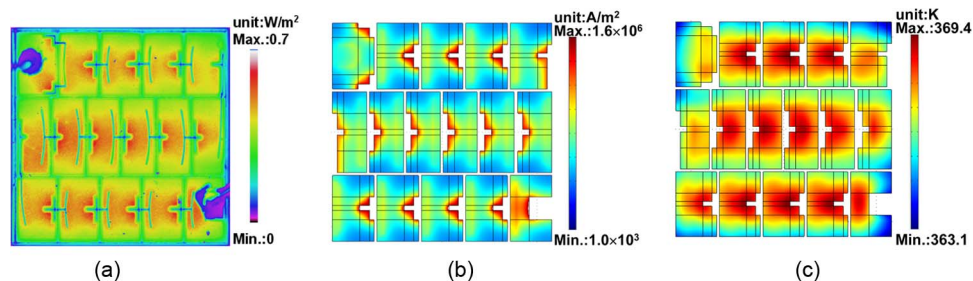 unit:W/m²
Max.:0.7
Min.:0
(a)
unit:A/m²
Max.:1.6×10⁶
Min.:1.0×10³
(b)
unit:K
Max.:369.4
Min.:363.1
(c)